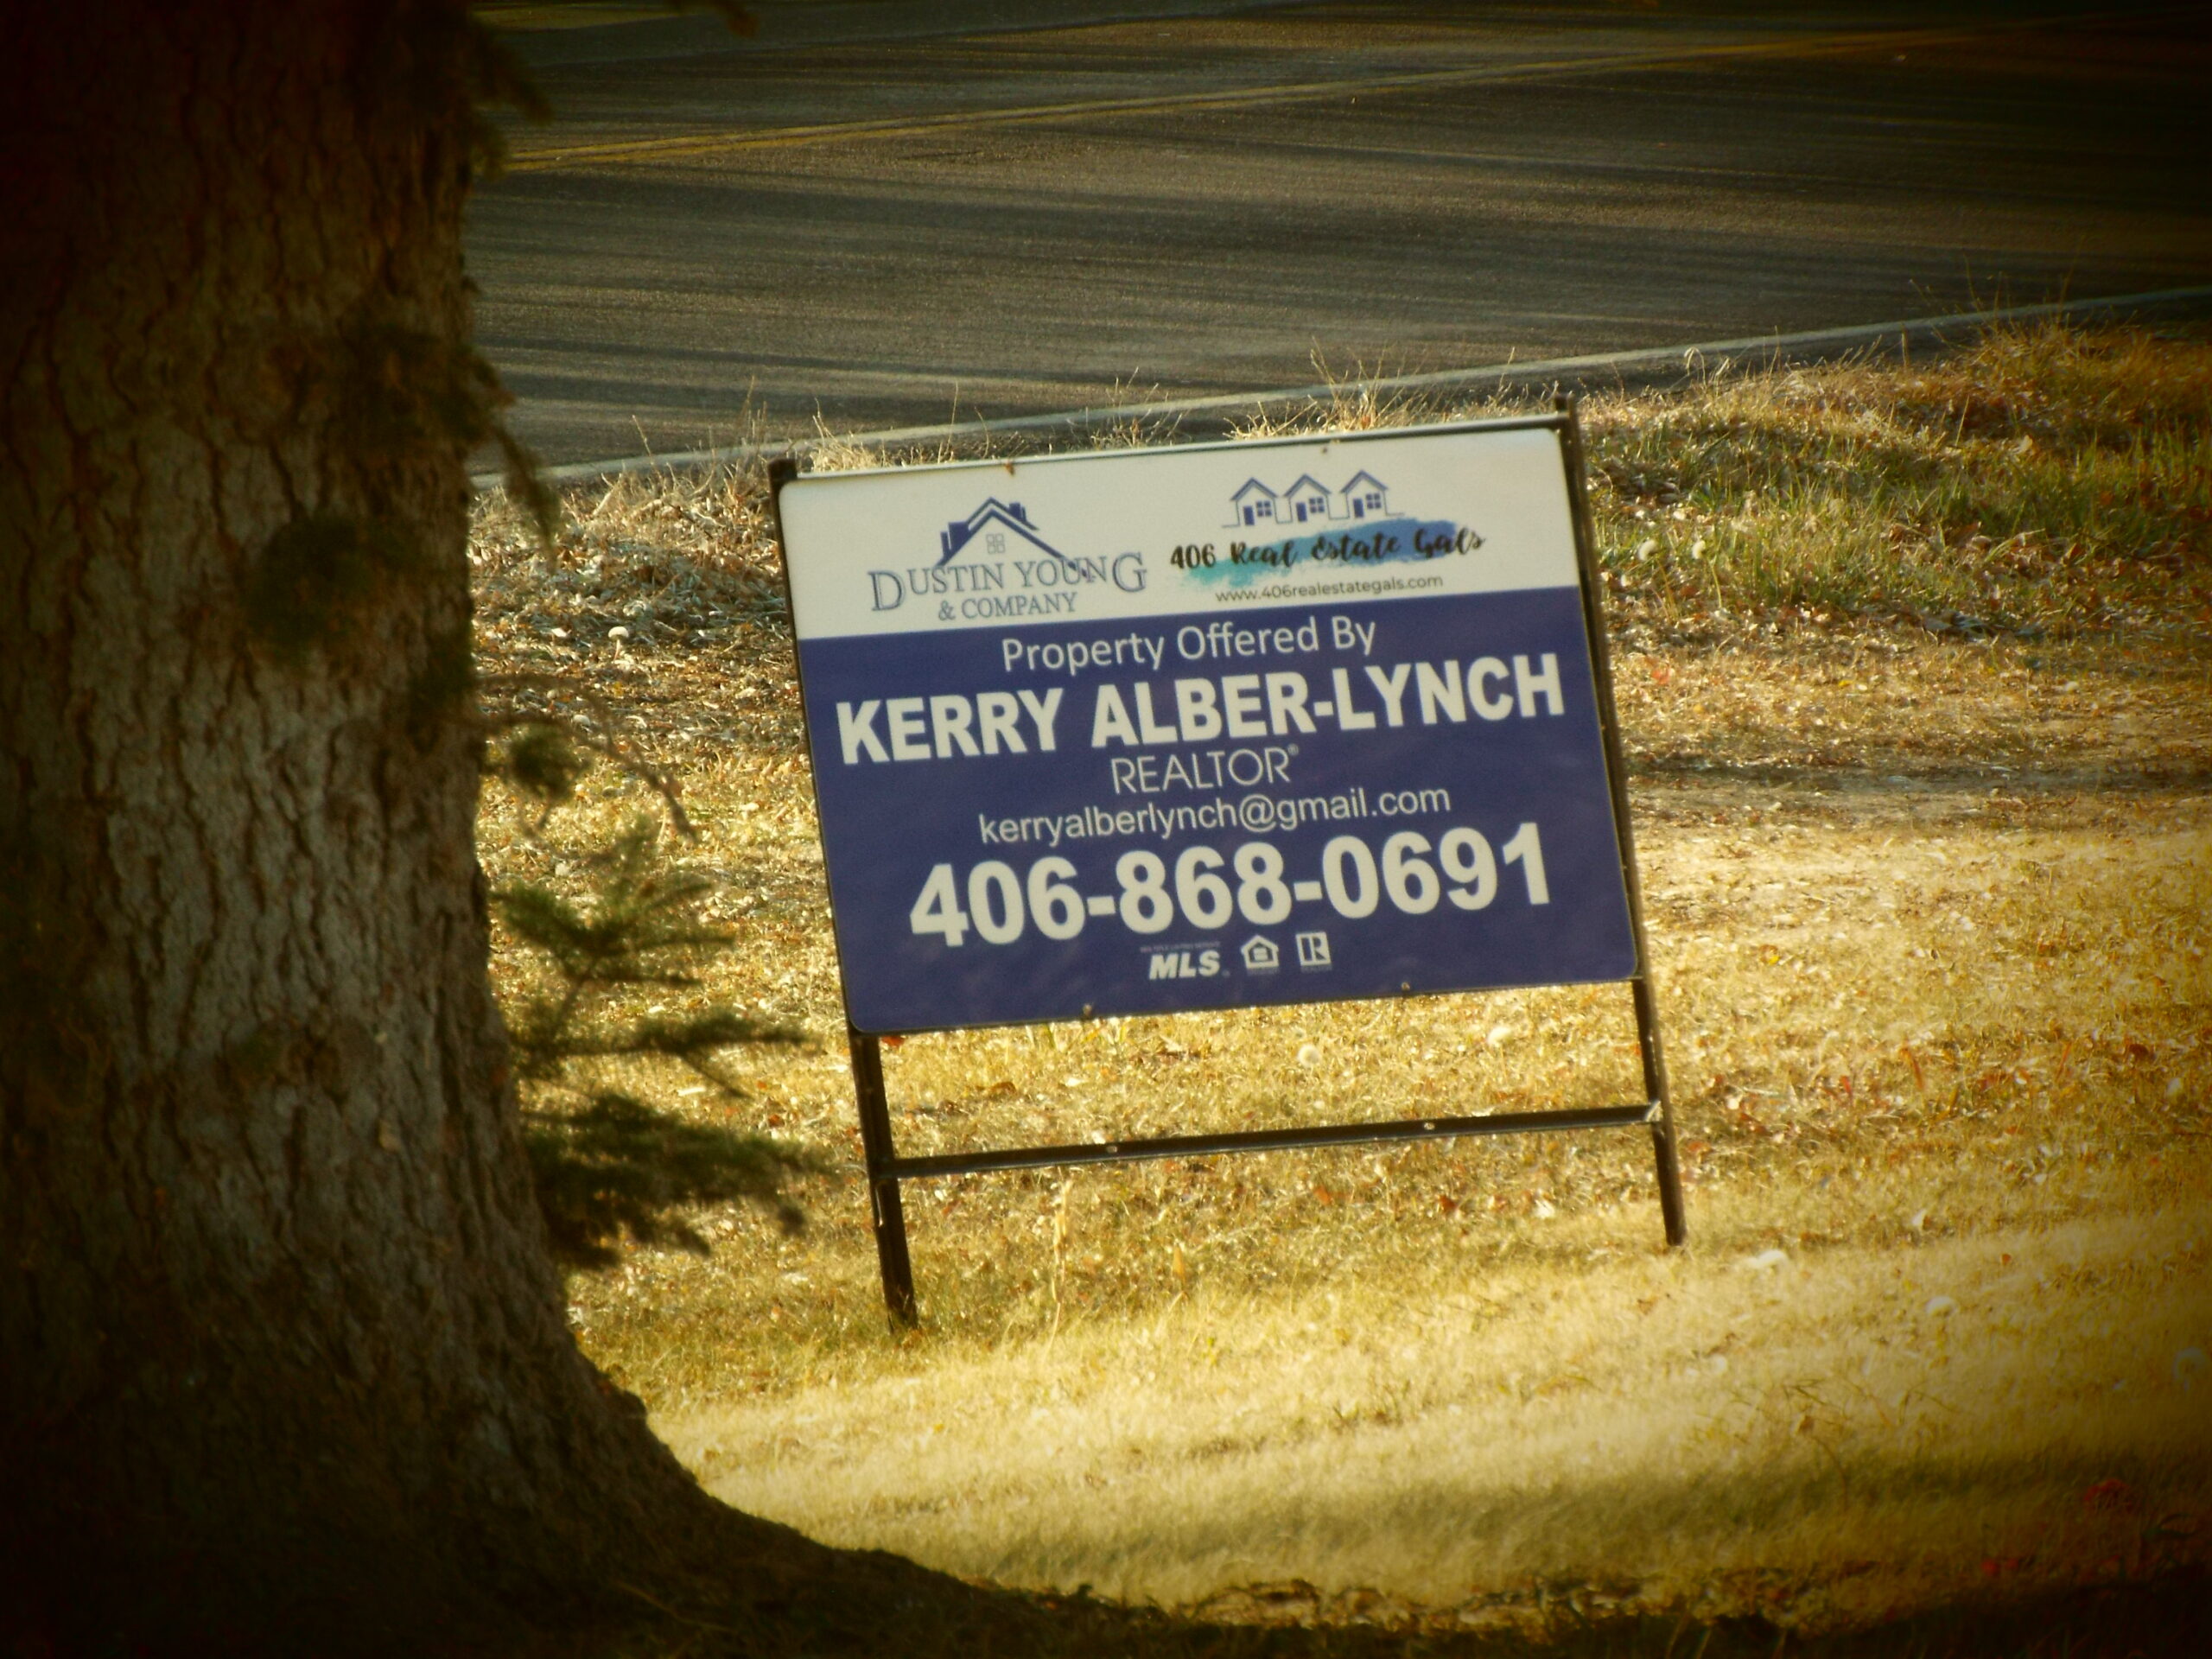 DUSTIN YOUNG
& COMPANY
406 Real Estate Gals
www.406realestategals.com
Property Offered By
KERRY ALBER-LYNCH
REALTOR®
kerryalberlynch@gmail.com
406-868-0691
MLS
R